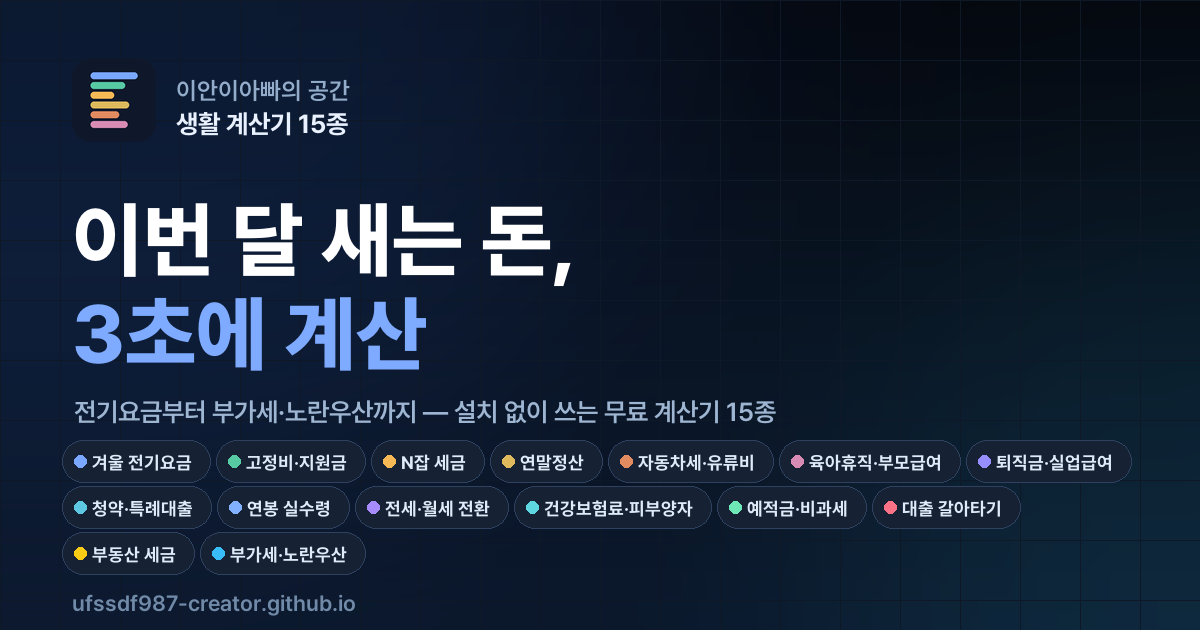 이안이아빠의 공간
생활 계산기 15종
이번 달 새는 돈,
3초에 계산
전기요금부터 부가세·노란우산까지 — 설치 없이 쓰는 무료 계산기 15종
겨울 전기요금 고정비·지원금 N잡 세금 연말정산 자동차세·유류비 육아휴직·부모급여 퇴직금·실업급여
청약·특례대출 연봉 실수령 전세·월세 전환 건강보험료·피부양자 예적금·비과세 대출 갈아타기
부동산 세금 부가세·노란우산
ufssdf987-creator.github.io